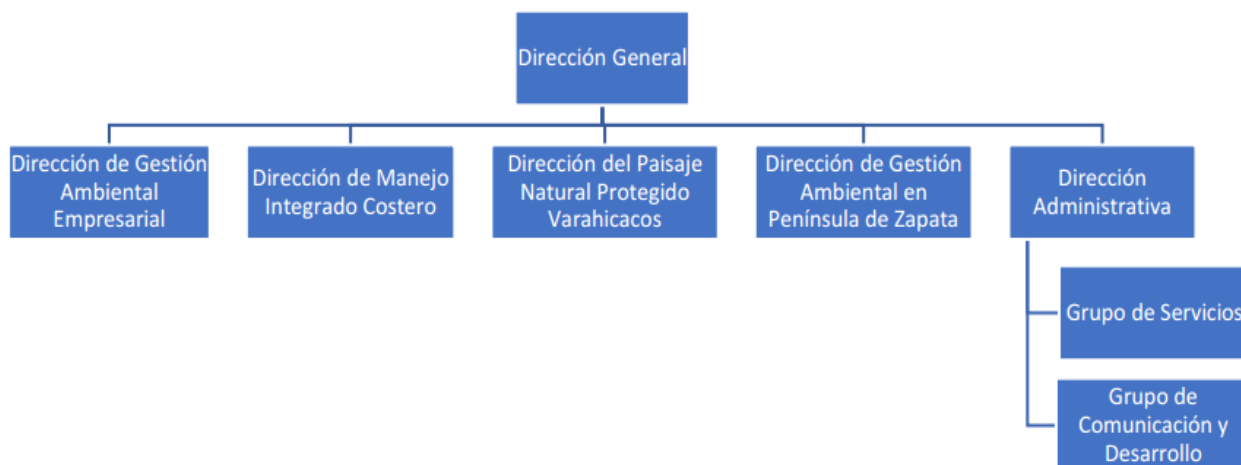 Dirección General
Dirección de Gestión
Ambiental
Empresarial
Dirección de Manejo
Integrado Costero
Dirección del Paisaje
Natural Protegido
Varahicacos
Dirección de Gestión
Ambiental en
Península de Zapata
Dirección
Administrativa
Grupo de Servicios
Grupo de
Comunicación y
Desarrollo